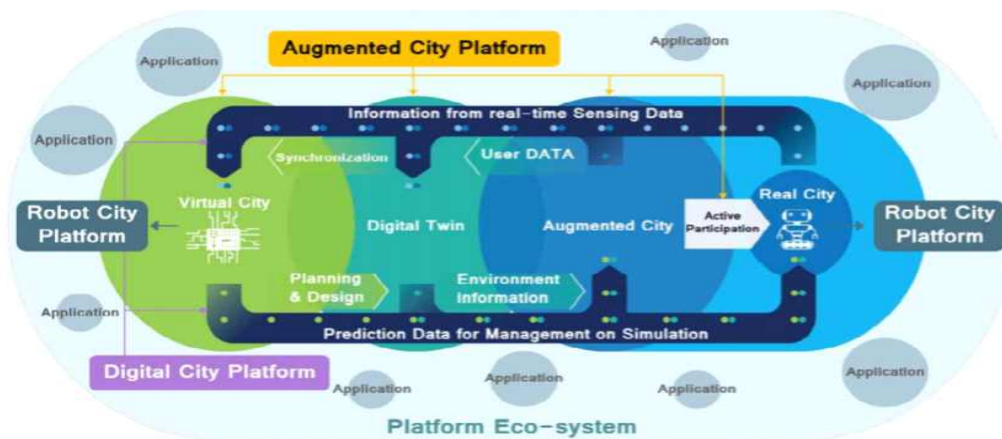 Application
Augmented City Platform
Application
Application
Application
Application
Information from real-time Sensing Data
Synchronization
User DATA
Virtual City
Digital Twin
Augmented City
Active
Participation
Real City
Robot City
Platform
Robot City
Platform
Planning
& Design
Environment
Information
Application
Prediction Data for Management on Simulation
Digital City Platform
Application
Application
Application
Application
Platform Eco-system